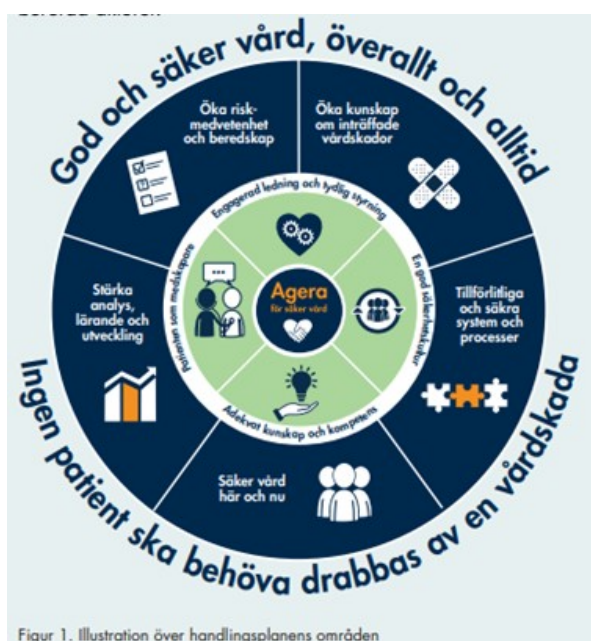 God och säker vård, överallt och alltid
Öka risk-
medvetenhet
och beredskap
Öka kunskap
om inträffade
vårdskador
Engagerad ledning och tydlig styrning
Patienten som medskapare
En god säkerhetskultur
Stärka
analys,
lärande och
utveckling
Agera
för säker vård
Tillförlitliga
och säkra
system och
processer
Adekvat kunskap och kompetens
Säker vård
här och nu
Ingen patient ska behöva drabbas av en vårdskada
Figur 1. Illustration över handlingsplanens områden